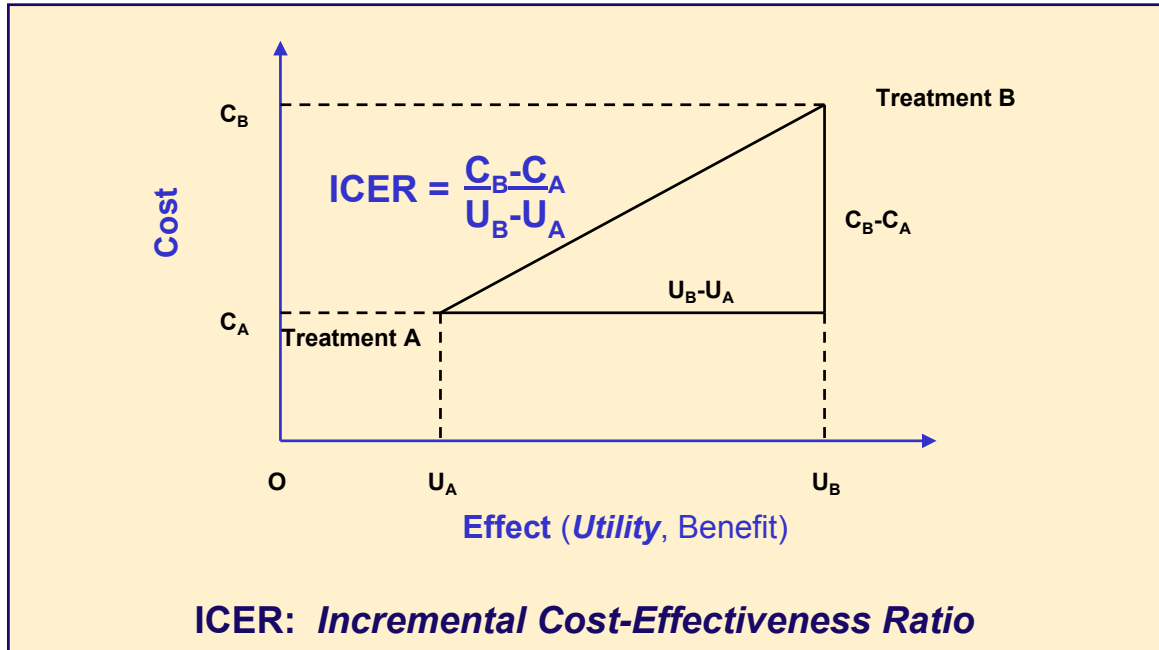 C_B
Treatment B
ICER = C_B-C_A
U_B-U_A
Cost
C_B-C_A
U_B-U_A
C_A
Treatment A
O
U_A
U_B
Effect (Utility, Benefit)
ICER: Incremental Cost-Effectiveness Ratio